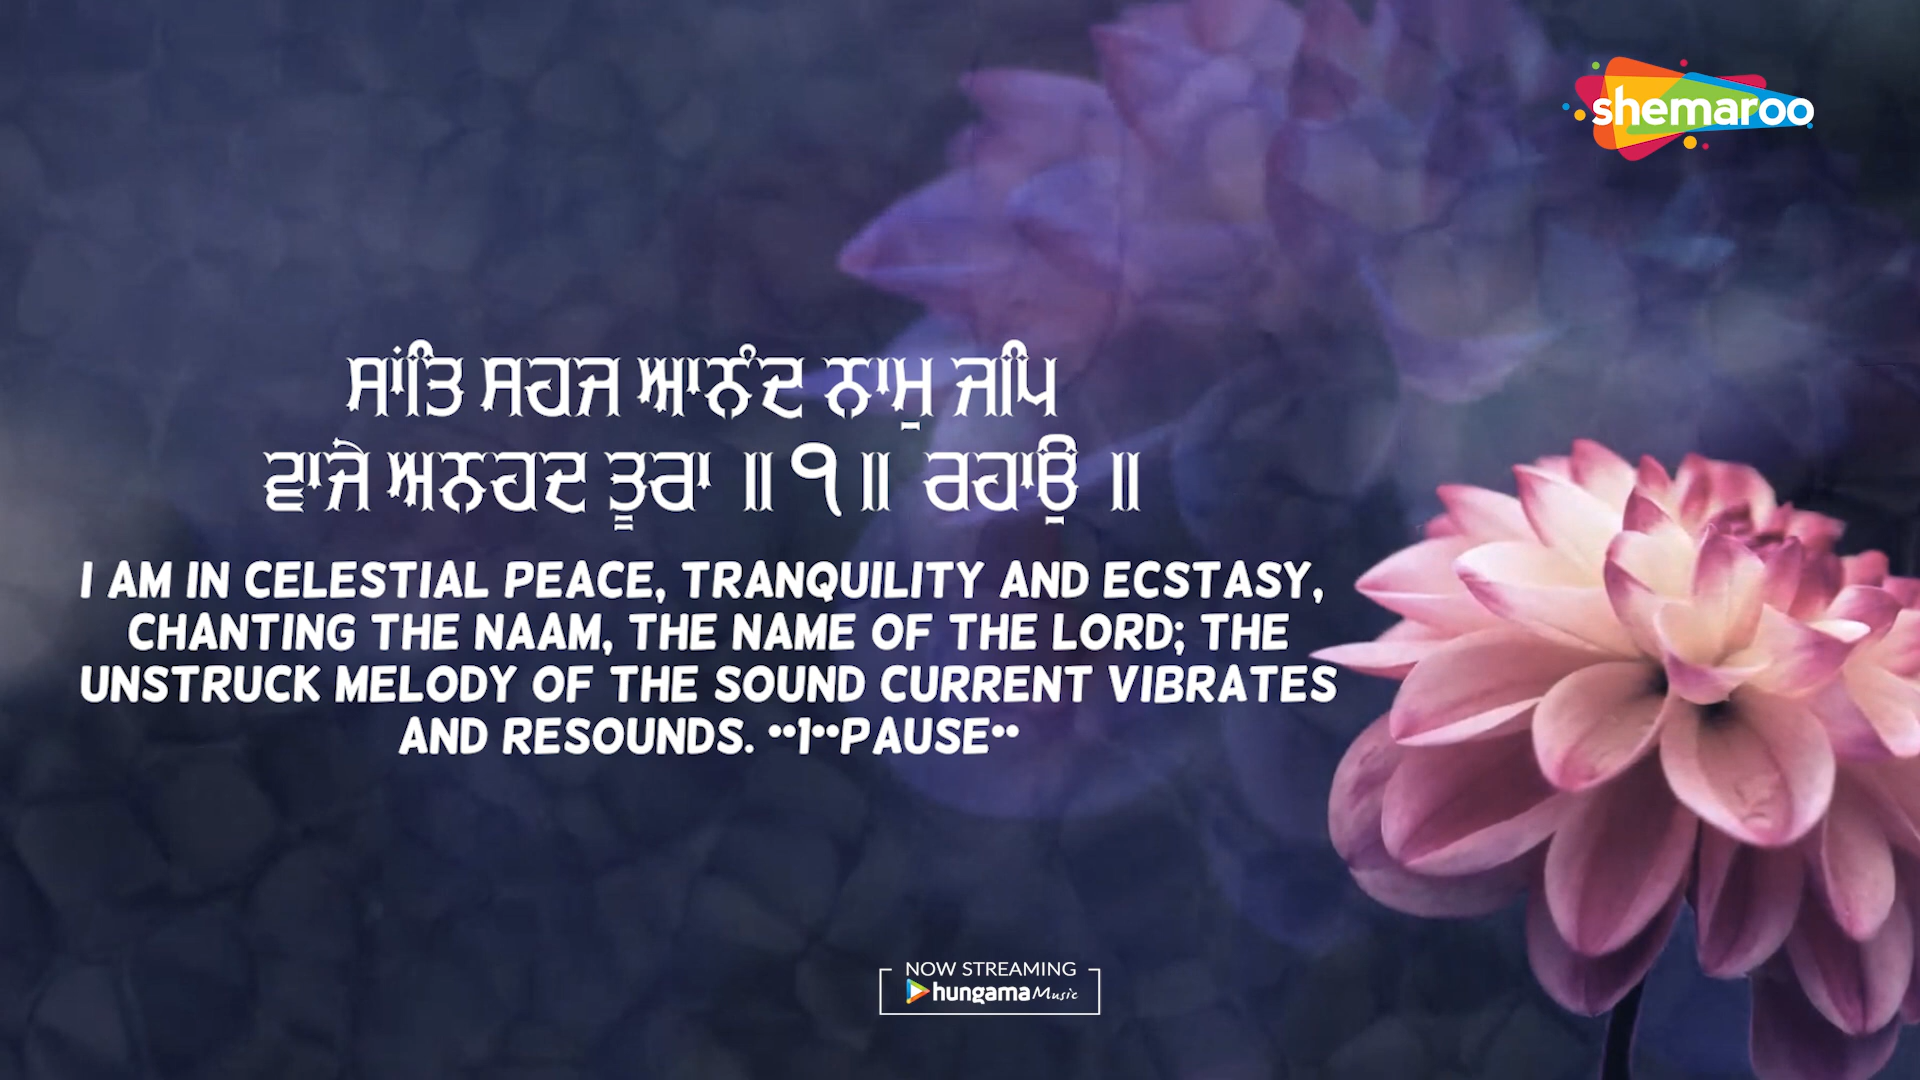 shemaroo
ਸਾਂਤਿ ਸਹਜ ਆਨੰਦ ਨਾਮੁ ਜਪਿ
ਵਾਜੇ ਅਨਹਦ ਤੂਰਾ ॥੧॥ ਰਹਾਉ ॥
I AM IN CELESTIAL PEACE, TRANQUILITY AND ECSTASY,
CHANTING THE NAAM, THE NAME OF THE LORD; THE
UNSTRUCK MELODY OF THE SOUND CURRENT VIBRATES
AND RESOUNDS. **1**PAUSE**
NOW STREAMING
hungama Music